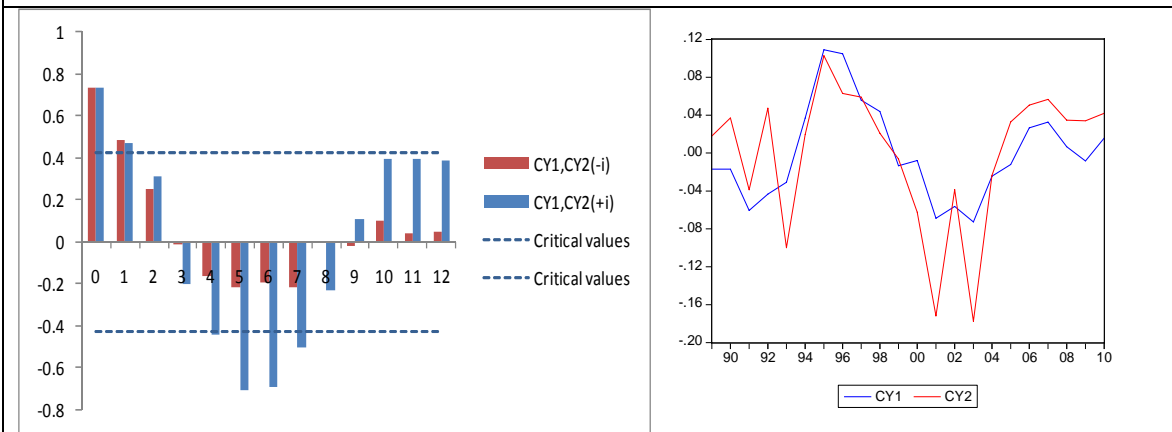 1
0.8
0.6
0.4
0.2
0
-0.2
-0.4
-0.6
-0.8
0 1 2 3 4 5 6 7 8 9 10 11 12
CY1,CY2(-i)
CY1,CY2(+i)
Critical values
Critical values
.12
.08
.04
.00
-.04
-.08
-.12
-.16
-.20
90 92 94 96 98 00 02 04 06 08 10
CY1 CY2